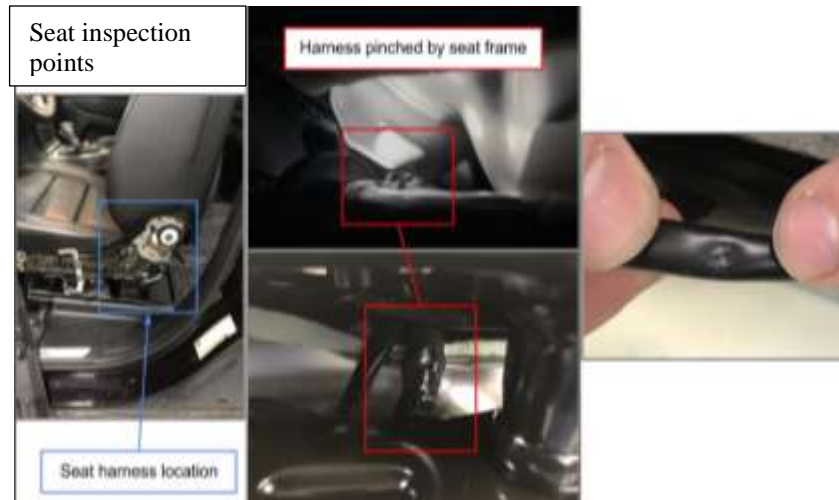 Seat inspection
points
Harness pinched by seat frame
Seat harness location